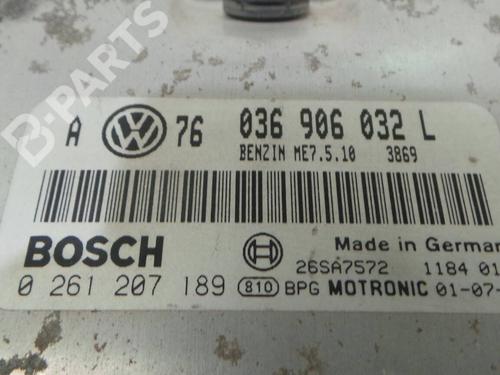 B-PARTS
A VW 76 036 906 032 L
BENZIN ME7.5.10 3869
BOSCH
Made in German
0 261 207 189
26SA7572 1184 01
810 BPG MOTRONIC 01-07-